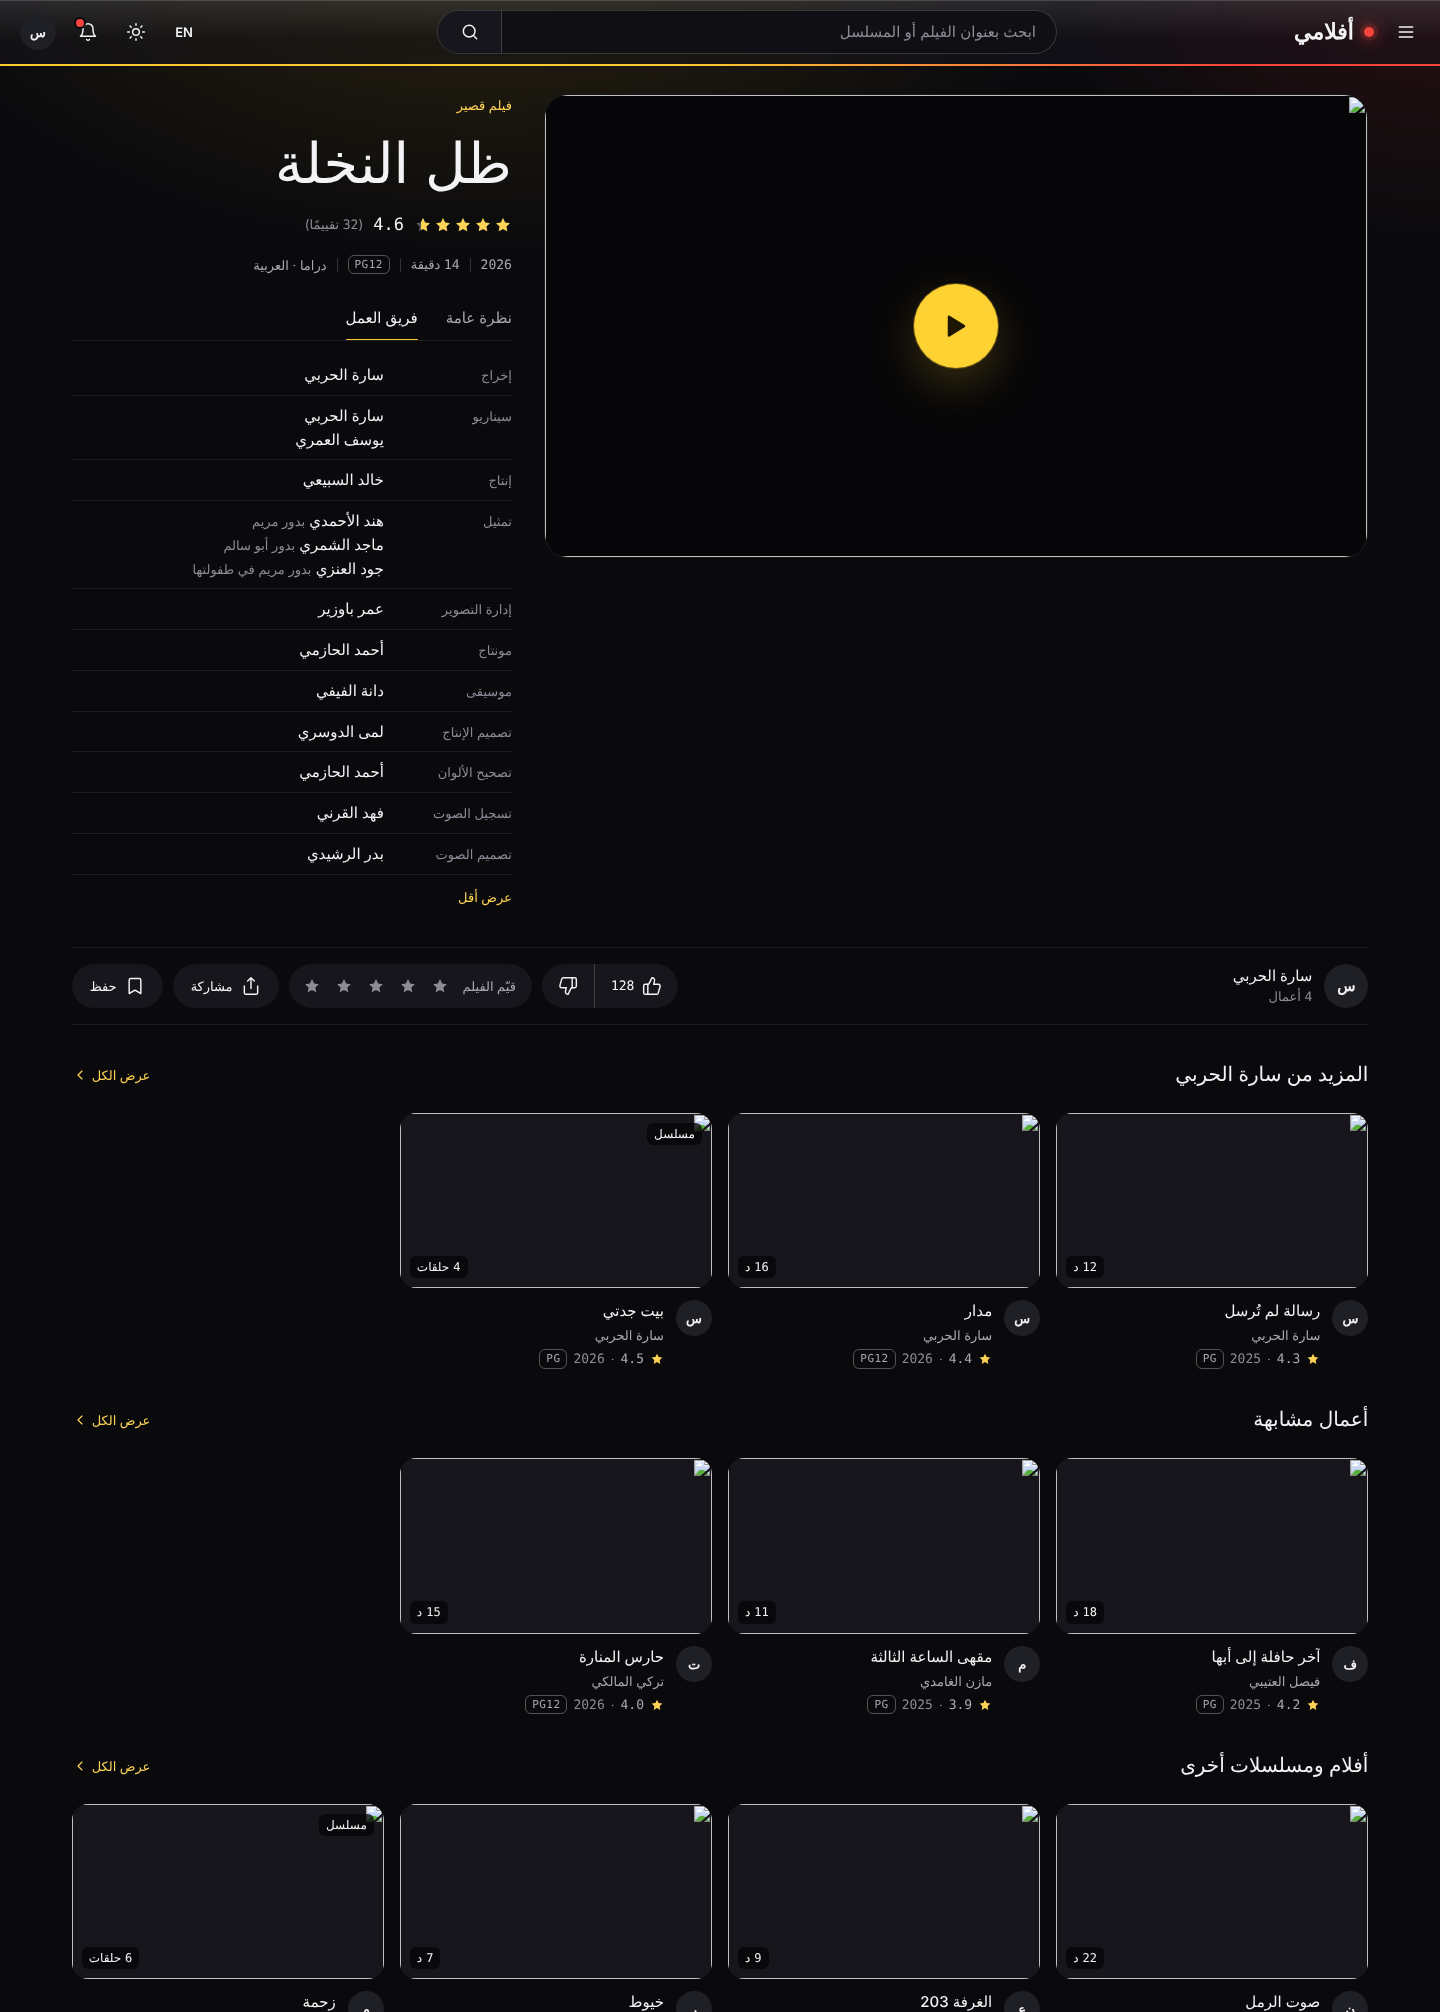 أفلامي
ابحث بعنوان الفيلم أو المسلسل
EN
س
فيلم قصير
ظل النخلة
4.6 (32 تقييمًا)
2026 14 دقيقة PG12 دراما · العربية
نظرة عامة فريق العمل
إخراج سارة الحربي
سيناريو سارة الحربي
يوسف العمري
إنتاج خالد السبيعي
تمثيل هند الأحمدي بدور مريم
ماجد الشمري بدور أبو سالم
جود العنزي بدور مريم في طفولتها
إدارة التصوير عمر باوزير
مونتاج أحمد الحازمي
موسيقى دانة الفيفي
تصميم الإنتاج لمى الدوسري
تصحيح الألوان أحمد الحازمي
تسجيل الصوت فهد القرني
تصميم الصوت بدر الرشيدي
عرض أقل
س سارة الحربي
4 أعمال
128
قيّم الفيلم
مشاركة
حفظ
المزيد من سارة الحربي عرض الكل
12 د
س رسالة لم تُرسل
سارة الحربي
4.3 · 2025 PG
16 د
س مدار
سارة الحربي
4.4 · 2026 PG12
مسلسل
4 حلقات
س بيت جدتي
سارة الحربي
4.5 · 2026 PG
أعمال مشابهة عرض الكل
18 د
ف آخر حافلة إلى أبها
فيصل العتيبي
4.2 · 2025 PG
11 د
م مقهى الساعة الثالثة
مازن الغامدي
3.9 · 2025 PG
15 د
ت حارس المنارة
تركي المالكي
4.0 · 2026 PG12
أفلام ومسلسلات أخرى عرض الكل
22 د
صوت الرمل
9 د
الغرفة 203
7 د
خيوط
مسلسل
6 حلقات
زحمة